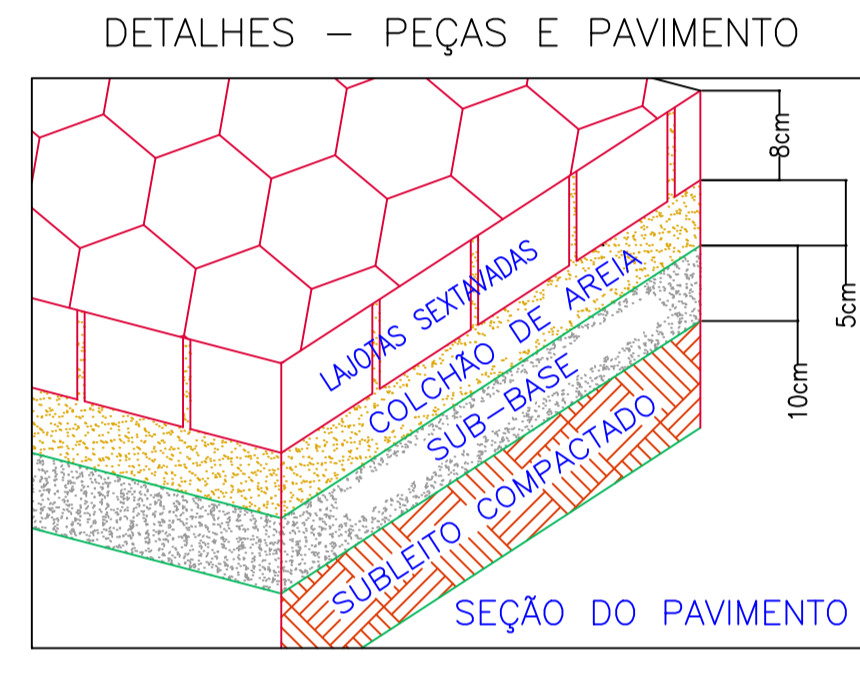 DETALHES – PEÇAS E PAVIMENTO
8cm
5cm
10cm
LAJOTAS SEXTAVADAS
COLCHÃO DE AREIA
SUB-BASE
SUBLEITO COMPACTADO
SEÇÃO DO PAVIMENTO